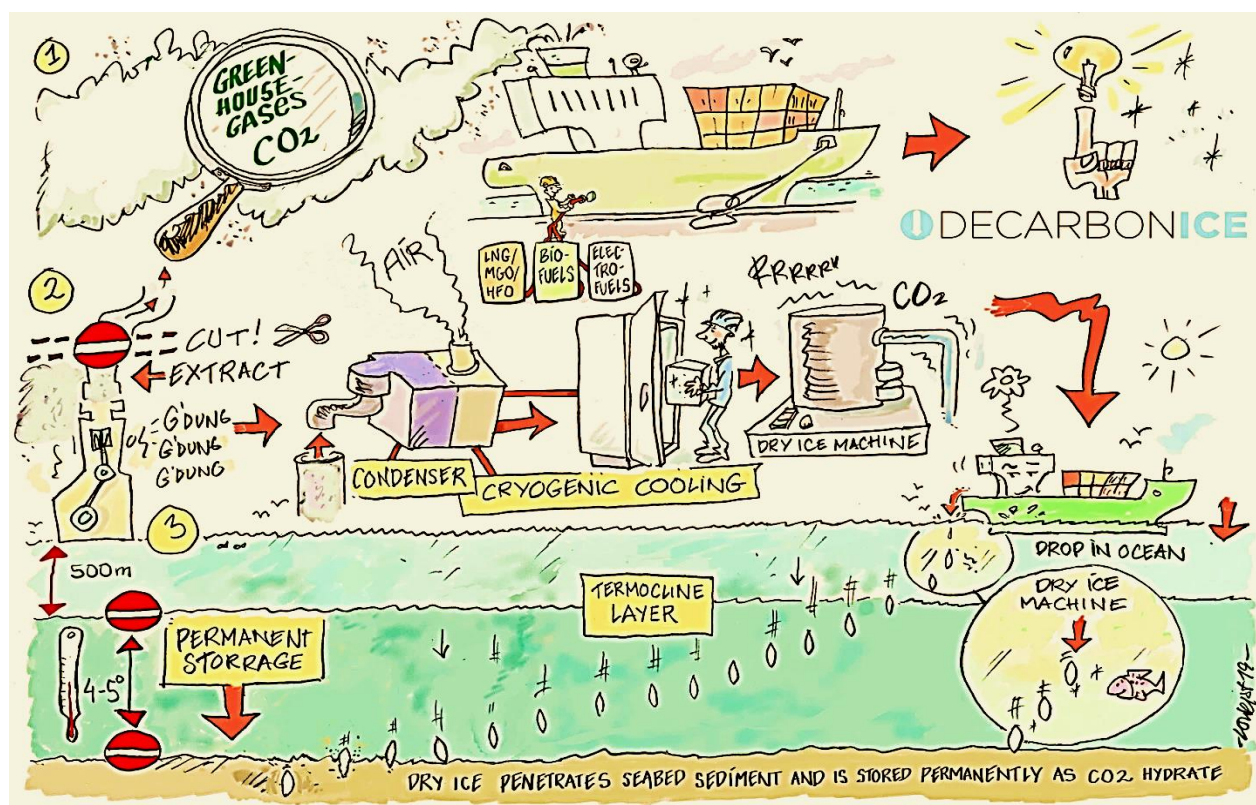 1
GREEN-
HOUSE-
GASES
CO2
DECARBONICE
LNG/
MGO/
HFO
BIO-
FUELS
ELEC-
TRO-
FUELS
2
CUT!
EXTRACT
G'DUNG
G'DUNG
G'DUNG
AIR
CONDENSER
CRYOGENIC COOLING
RRRRRR
CO2
DRY ICE MACHINE
3
500m
DROP IN OCEAN
TERMOCLINE
LAYER
DRY ICE
MACHINE
PERMANENT
STORRAGE
4-5°
DRY ICE PENETRATES SEABED SEDIMENT AND IS STORED PERMANENTLY AS CO2 HYDRATE